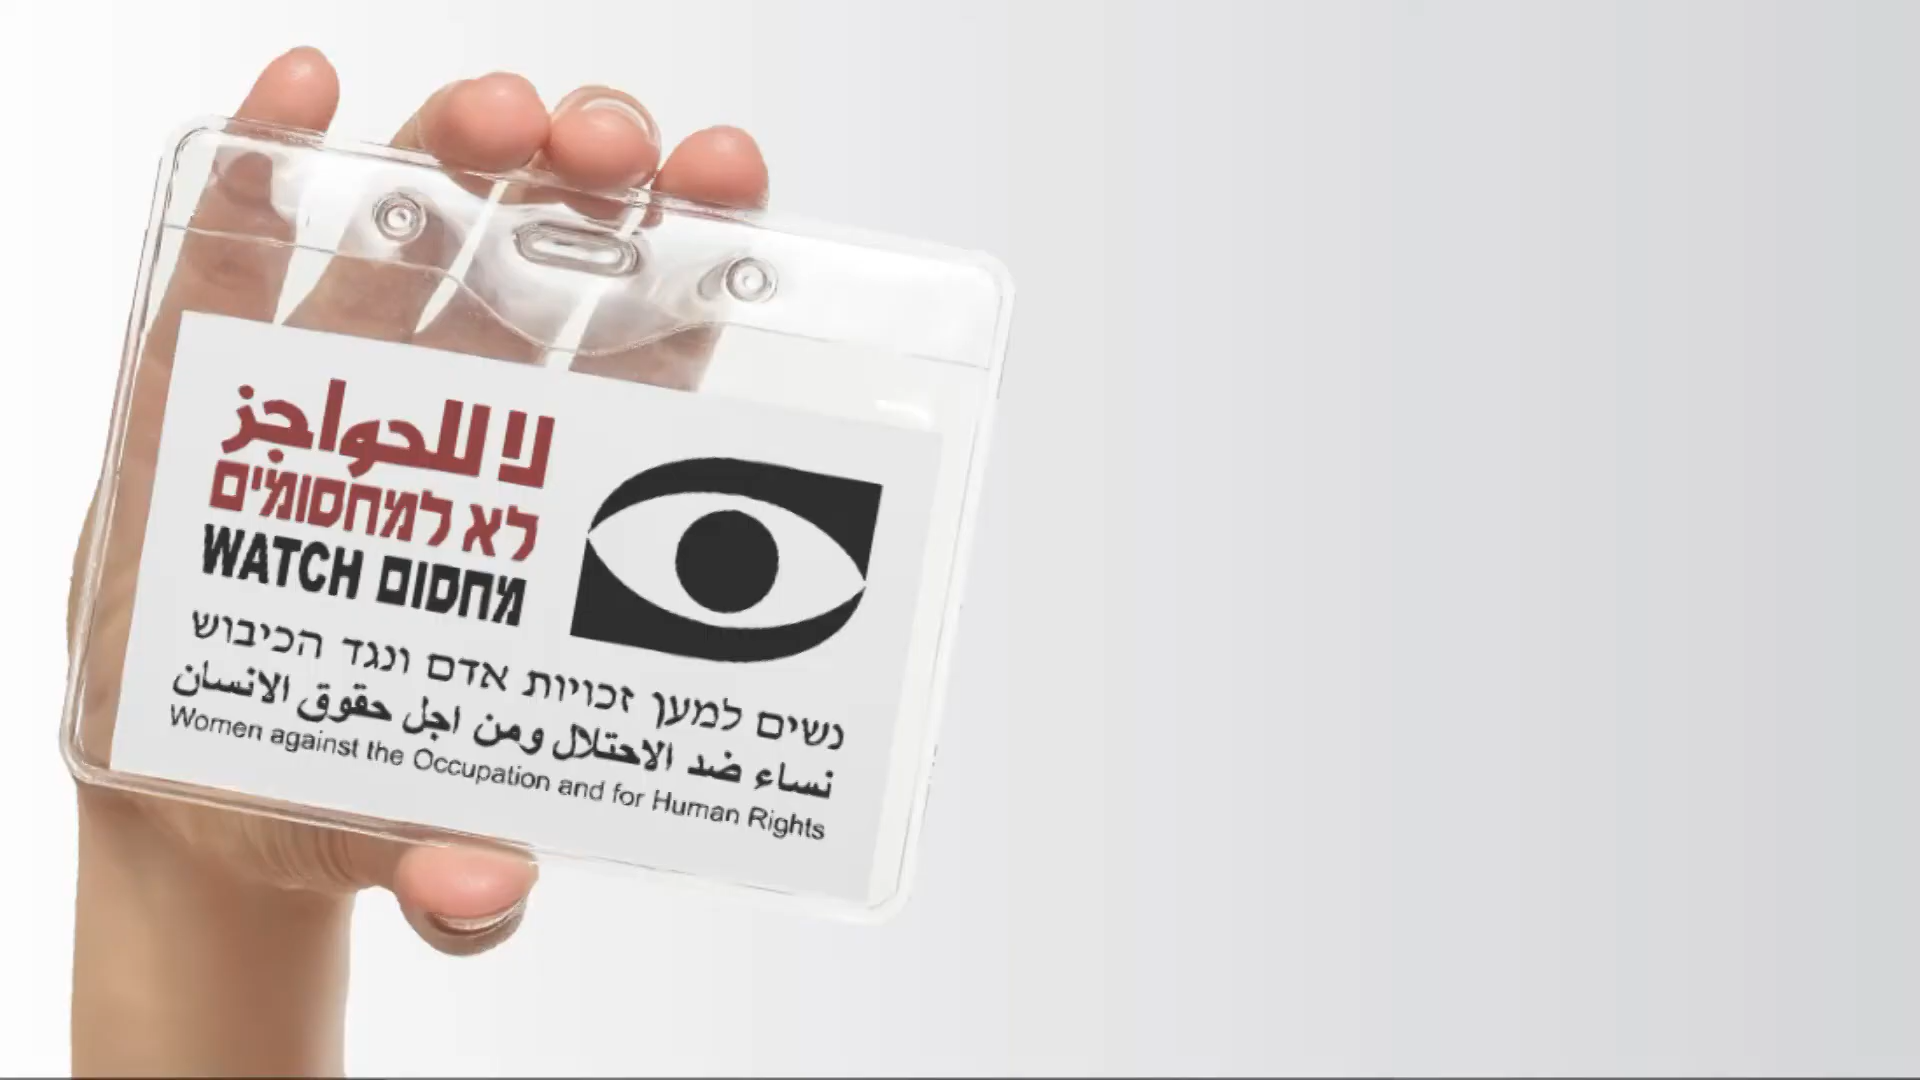 لا للحواجز
לא למחסומים
מחסום WATCH
נשים למען זכויות אדם ונגד הכיבוש
نساء ضد الاحتلال ومن اجل حقوق الانسان
Women against the Occupation and for Human Rights